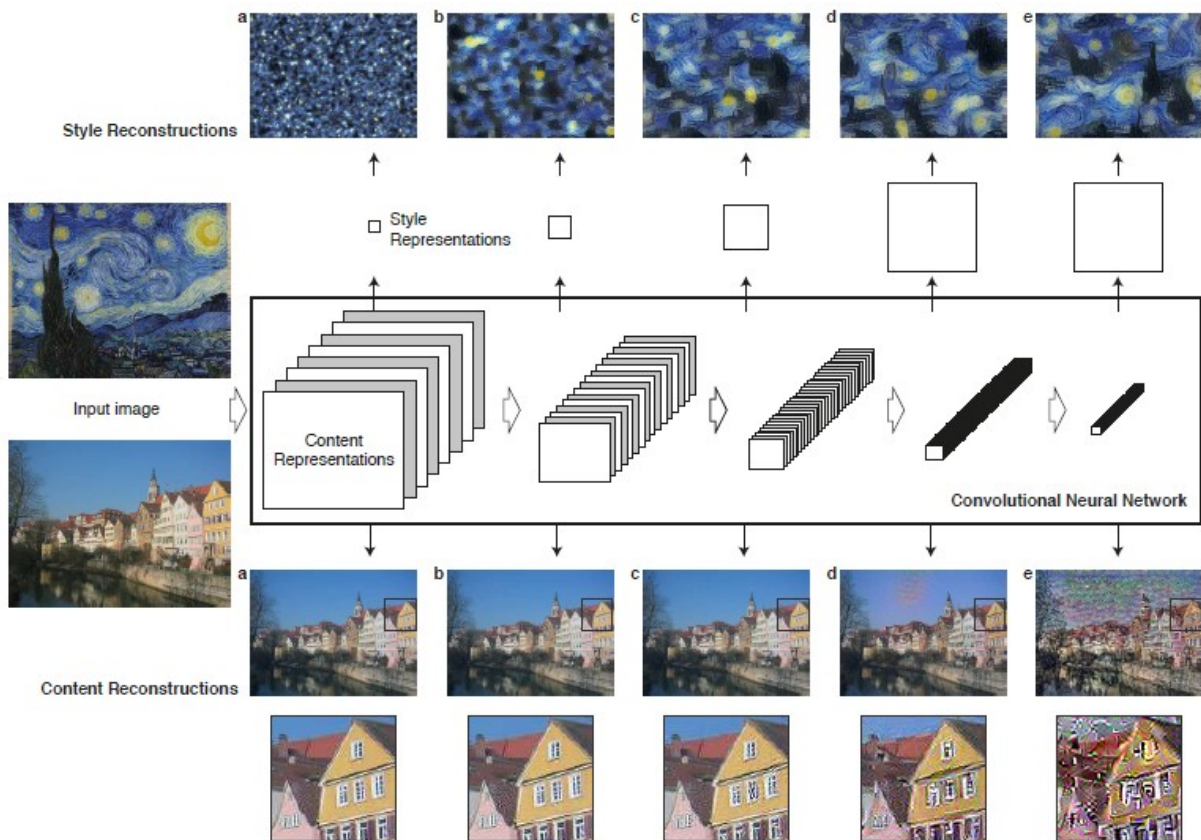 a b c d e
Style Reconstructions
Style
Representations
Input image
Content
Representations
Convolutional Neural Network
a b c d e
Content Reconstructions